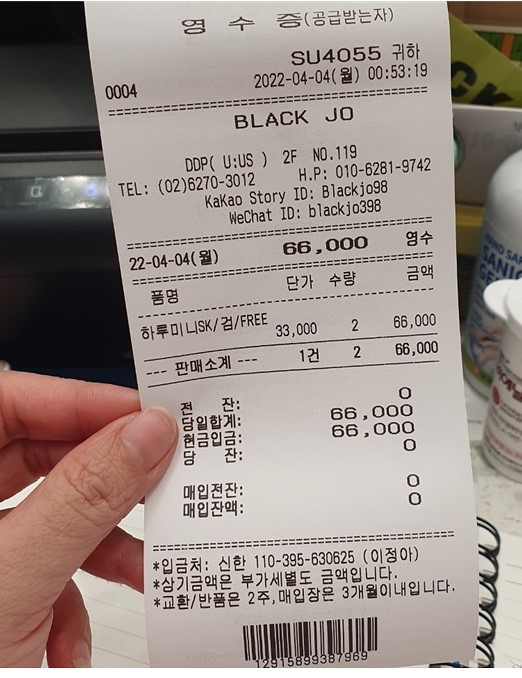 영 수 증(공급받는자)
SU4055 귀하
0004 2022-04-04(월) 00:53:19
BLACK JO
DDP( U:US ) 2F NO.119
TEL: (02)6270-3012 H.P: 010-6281-9742
KaKao Story ID: Blackjo98
WeChat ID: blackjo398
22-04-04(월) 66,000 영수
품명 단가 수량 금액
하루미니SK/검/FREE 33,000 2 66,000
--- 판매소계 --- 1건 2 66,000
전 잔: 0
당일합계: 66,000
현금입금: 66,000
당 잔: 0
매입전잔: 0
매입잔액: 0
*입금처: 신한 110-395-630625 (이정아)
*상기금액은 부가세별도 금액입니다.
*교환/반품은 2주,매입장은 3개월이내입니다.
12915899387969